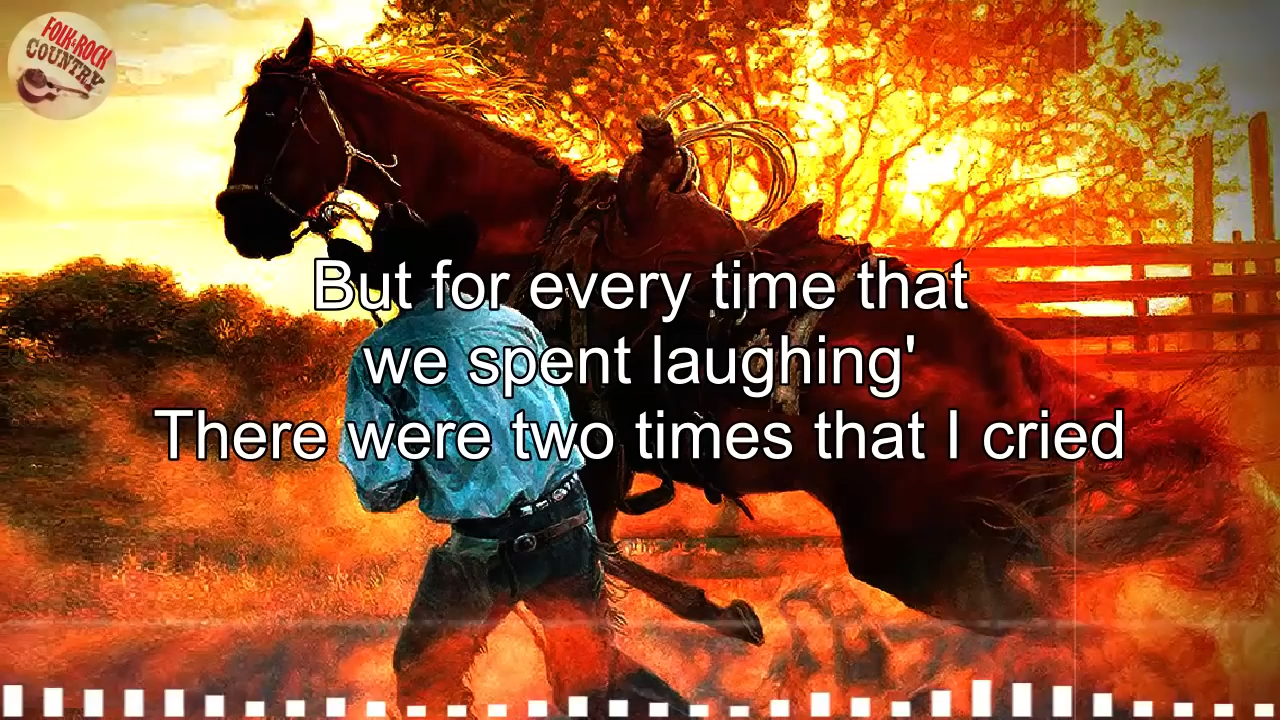 FOLK & ROCK
COUNTRY
But for every time that
we spent laughing'
There were two times that I cried